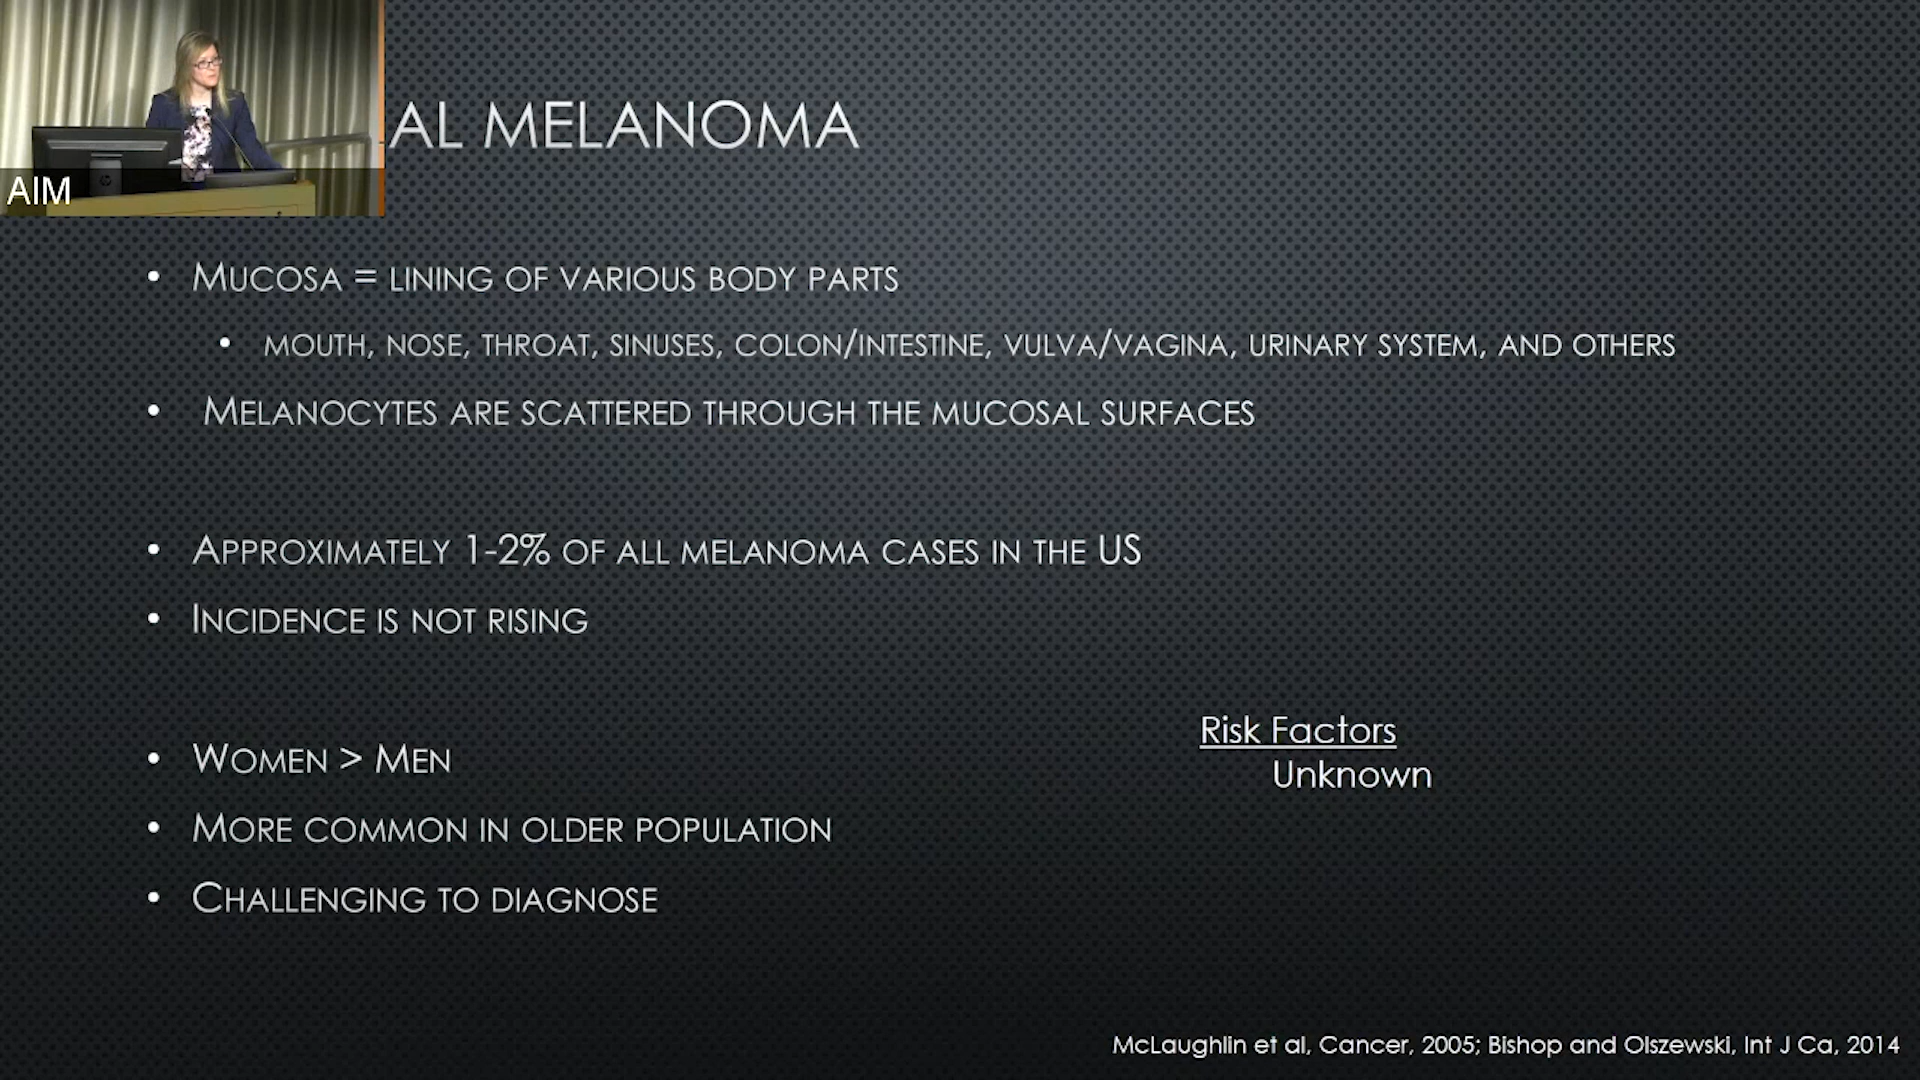 AL MELANOMA
AIM
• MUCOSA = LINING OF VARIOUS BODY PARTS
• MOUTH, NOSE, THROAT, SINUSES, COLON/INTESTINE, VULVA/VAGINA, URINARY SYSTEM, AND OTHERS
• MELANOCYTES ARE SCATTERED THROUGH THE MUCOSAL SURFACES
• APPROXIMATELY 1-2% OF ALL MELANOMA CASES IN THE US
• INCIDENCE IS NOT RISING
• WOMEN > MEN
• MORE COMMON IN OLDER POPULATION
• CHALLENGING TO DIAGNOSE
Risk Factors
Unknown
McLaughlin et al, Cancer, 2005; Bishop and Olszewski, Int J Ca, 2014